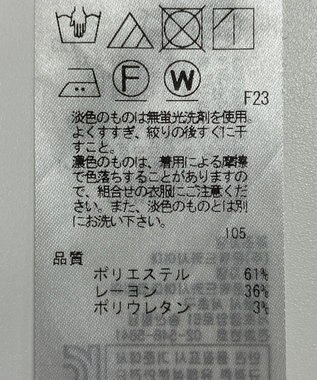 F
W
F23
淡色のものは無蛍光洗剤を使用。
よくすすぎ、絞りの後すぐに干
すこと。
濃色のものは、着用による摩擦
で色落ちすることがありますの
で、組合せの衣服にご注意くだ
さい。また、淡色のものとは別
にお洗い下さい。
105
品質
ポリエステル 61%
レーヨン 36%
ポリウレタン 3%